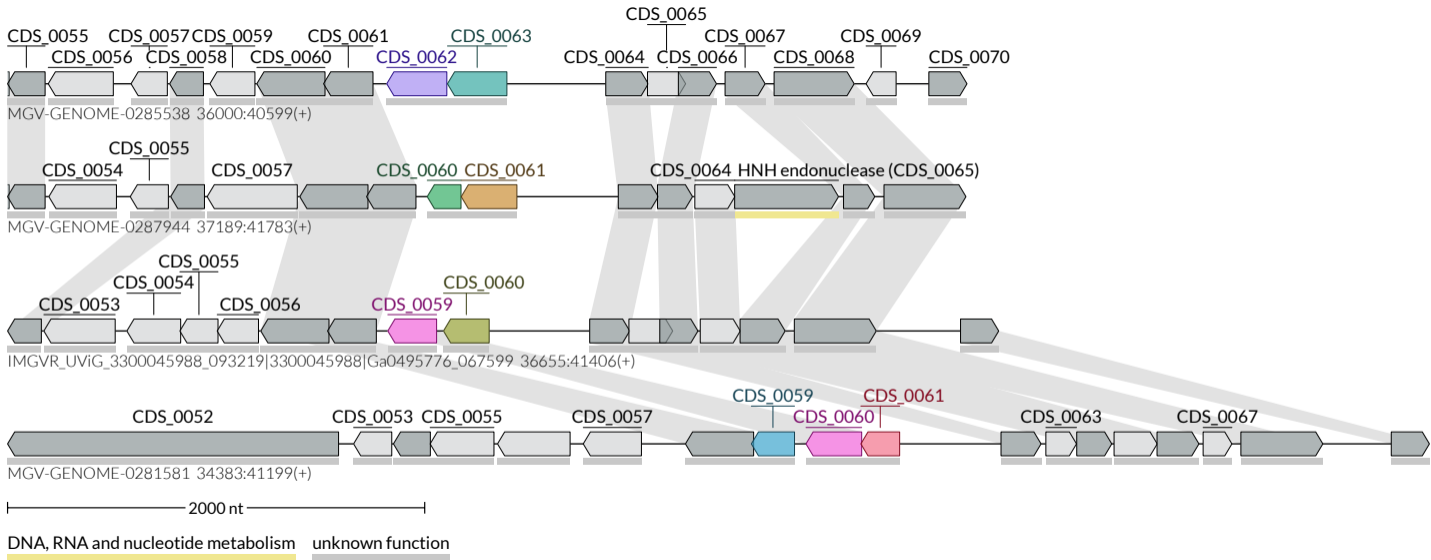 CDS_0065
CDS_0055 CDS_0057 CDS_0059 CDS_0061 CDS_0063 CDS_0067 CDS_0069
CDS_0056 CDS_0058 CDS_0060 CDS_0062 CDS_0064 CDS_0066 CDS_0068 CDS_0070
MGV-GENOME-0285538 36000:40599(+)
CDS_0055
CDS_0054 CDS_0057 CDS_0060 CDS_0061 CDS_0064 HNH endonuclease (CDS_0065)
MGV-GENOME-0287944 37189:41783(+)
CDS_0055
CDS_0054 CDS_0060
CDS_0053 CDS_0056 CDS_0059
IMGVR_UViG_3300045988_093219|3300045988|Ga0495776_067599 36655:41406(+)
CDS_0059 CDS_0061
CDS_0052 CDS_0053 CDS_0055 CDS_0057 CDS_0060 CDS_0063 CDS_0067
MGV-GENOME-0281581 34383:41199(+)
2000 nt
DNA, RNA and nucleotide metabolism unknown function